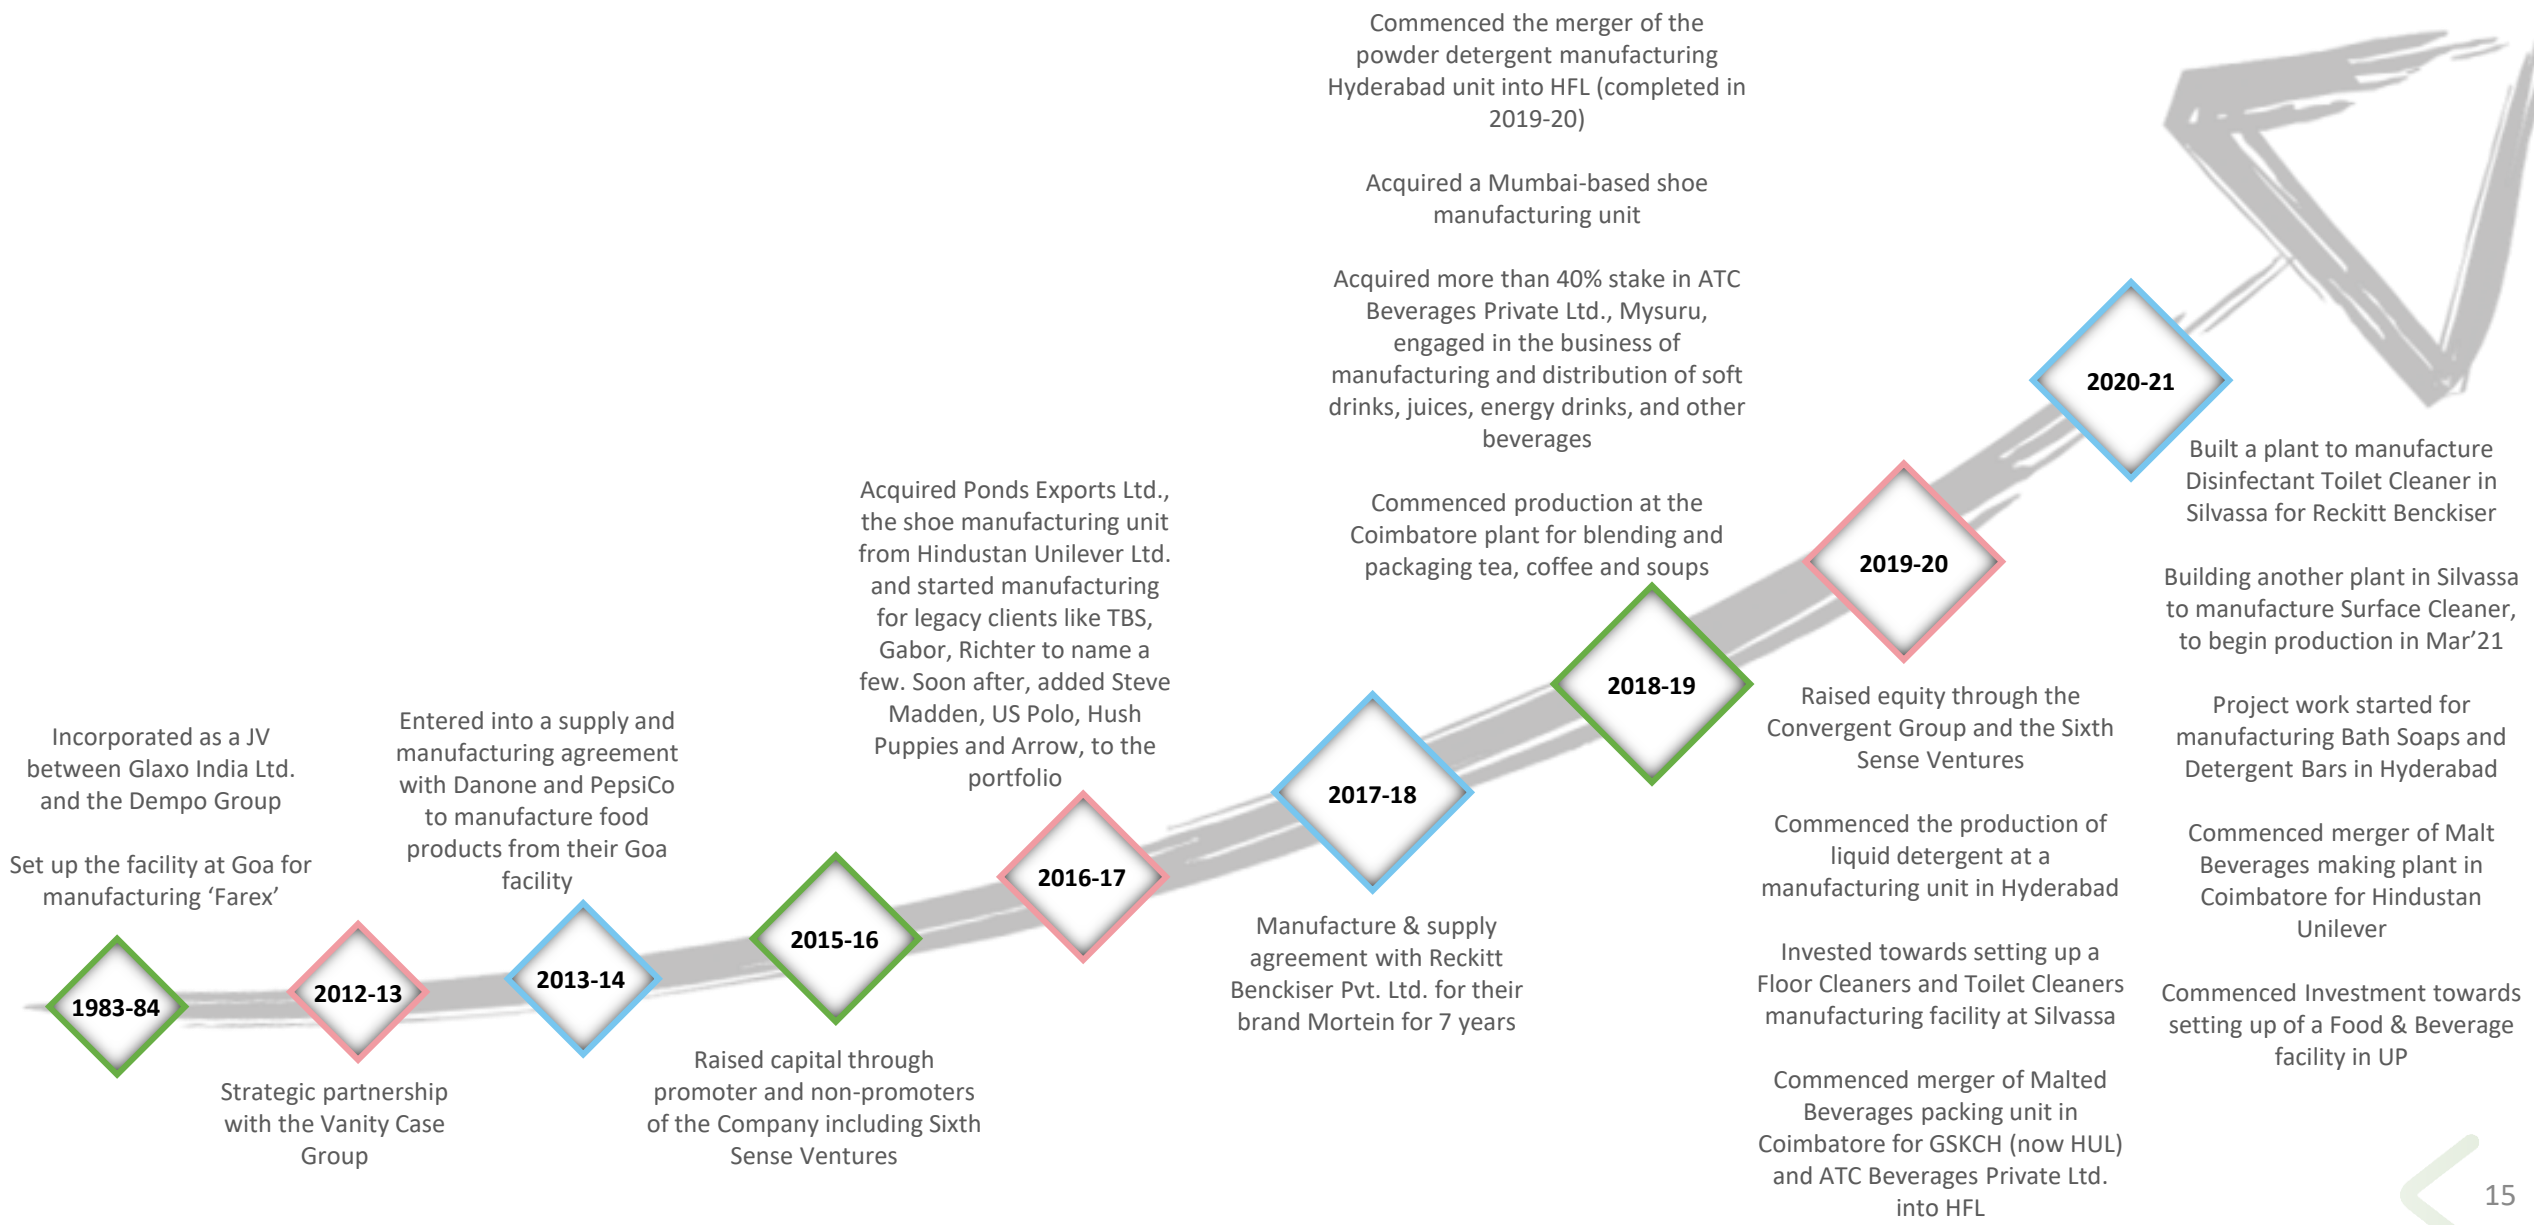 Incorporated as a JV
between Glaxo India Ltd.
and the Dempo Group
Set up the facility at Goa for
manufacturing ‘Farex’
1983-84
2012-13
Strategic partnership
with the Vanity Case
Group
Entered into a supply and
manufacturing agreement
with Danone and PepsiCo
to manufacture food
products from their Goa
facility
2013-14
2015-16
Raised capital through
promoter and non-promoters
of the Company including Sixth
Sense Ventures
Acquired Ponds Exports Ltd.,
the shoe manufacturing unit
from Hindustan Unilever Ltd.
and started manufacturing
for legacy clients like TBS,
Gabor, Richter to name a
few. Soon after, added Steve
Madden, US Polo, Hush
Puppies and Arrow, to the
portfolio
2016-17
2017-18
Manufacture & supply
agreement with Reckitt
Benckiser Pvt. Ltd. for their
brand Mortein for 7 years
Commenced the merger of the
powder detergent manufacturing
Hyderabad unit into HFL (completed in
2019-20)
Acquired a Mumbai-based shoe
manufacturing unit
Acquired more than 40% stake in ATC
Beverages Private Ltd., Mysuru,
engaged in the business of
manufacturing and distribution of soft
drinks, juices, energy drinks, and other
beverages
Commenced production at the
Coimbatore plant for blending and
packaging tea, coffee and soups
2018-19
2019-20
Raised equity through the
Convergent Group and the Sixth
Sense Ventures
Commenced the production of
liquid detergent at a
manufacturing unit in Hyderabad
Invested towards setting up a
Floor Cleaners and Toilet Cleaners
manufacturing facility at Silvassa
Commenced merger of Malted
Beverages packing unit in
Coimbatore for GSKCH (now HUL)
and ATC Beverages Private Ltd.
into HFL
2020-21
Built a plant to manufacture
Disinfectant Toilet Cleaner in
Silvassa for Reckitt Benckiser
Building another plant in Silvassa
to manufacture Surface Cleaner,
to begin production in Mar’21
Project work started for
manufacturing Bath Soaps and
Detergent Bars in Hyderabad
Commenced merger of Malt
Beverages making plant in
Coimbatore for Hindustan
Unilever
Commenced Investment towards
setting up of a Food & Beverage
facility in UP
15